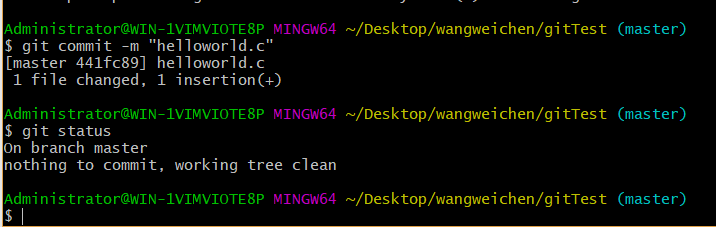 Administrator@WIN-1VIMVIOTE8P MINGW64 ~/Desktop/wangweichen/gitTest (master)
$ git commit -m "helloworld.c"
[master 441fc89] helloworld.c
 1 file changed, 1 insertion(+)
Administrator@WIN-1VIMVIOTE8P MINGW64 ~/Desktop/wangweichen/gitTest (master)
$ git status
On branch master
nothing to commit, working tree clean
Administrator@WIN-1VIMVIOTE8P MINGW64 ~/Desktop/wangweichen/gitTest (master)
$